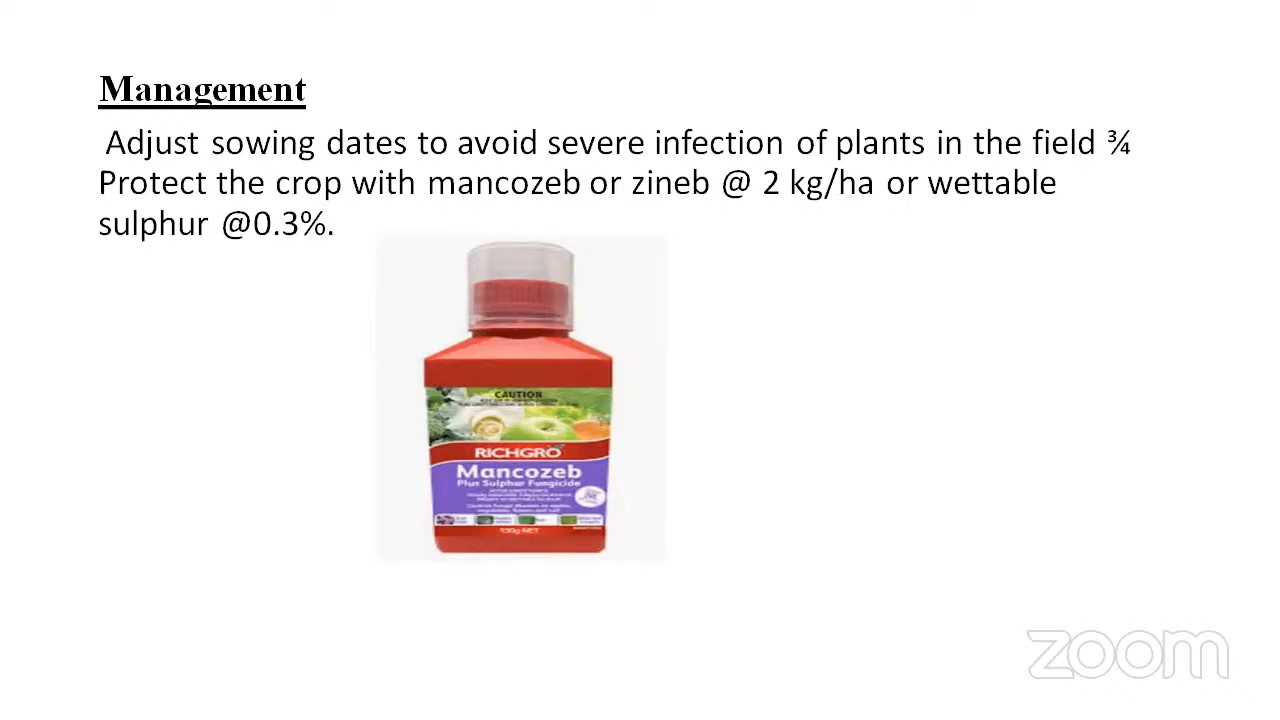 Management
Adjust sowing dates to avoid severe infection of plants in the field ¾
Protect the crop with mancozeb or zineb @ 2 kg/ha or wettable
sulphur @0.3%.
CAUTION
RICHGRO
Mancozeb
Plus Sulphur Fungicide
zoom